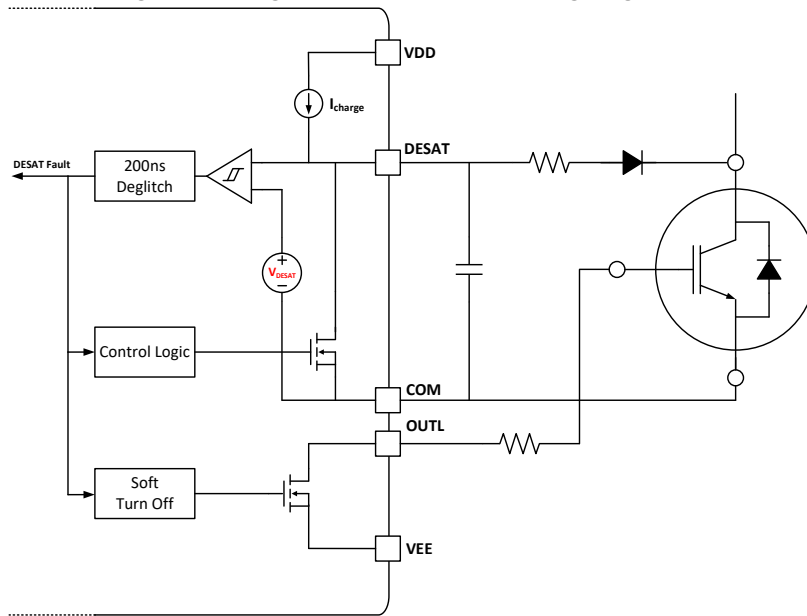 VDD
Icharge
DESAT
DESAT Fault
200ns
Deglitch
+
VDESAT
−
Control Logic
COM
OUTL
Soft
Turn Off
VEE